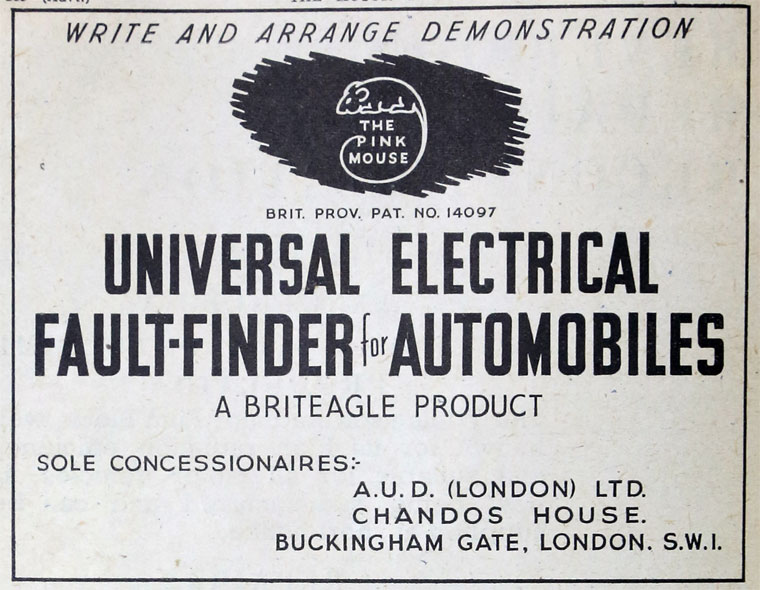 WRITE AND ARRANGE DEMONSTRATION
THE
PINK
MOUSE
BRIT. PROV. PAT. NO. 14097
UNIVERSAL ELECTRICAL
FAULT-FINDER for AUTOMOBILES
A BRITEAGLE PRODUCT
SOLE CONCESSIONAIRES:-
A.U.D. (LONDON) LTD.
CHANDOS HOUSE.
BUCKINGHAM GATE, LONDON. S.W.I.